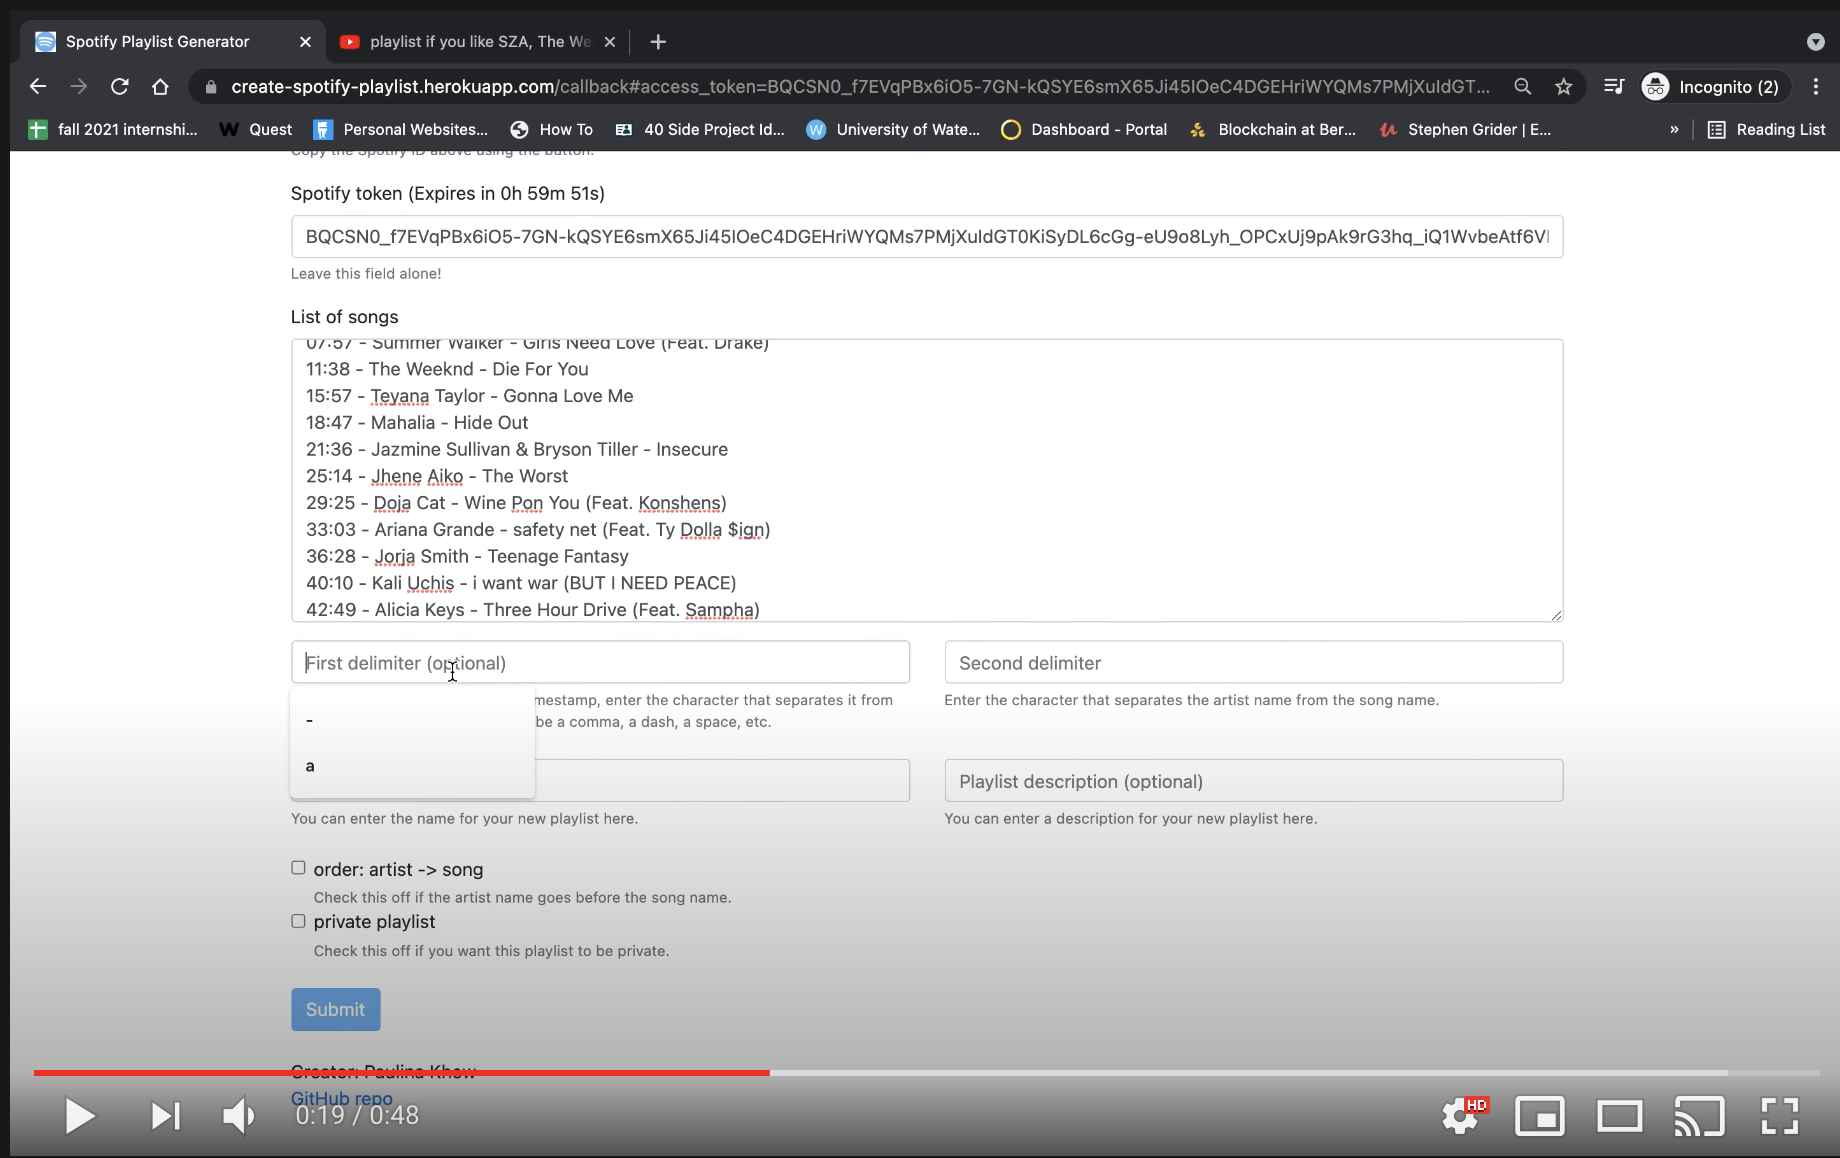 Spotify Playlist Generator
playlist if you like SZA, The We
create-spotify-playlist.herokuapp.com/callback#access_token=BQCSN0_f7EVqPBx6iO5-7GN-kQSYE6smX65Ji45IOeC4DGEHriWYQMs7PMjXuIdGT...
Incognito (2)
fall 2021 internshi...
Quest
Personal Websites...
How To
40 Side Project Id...
University of Wate...
Dashboard - Portal
Blockchain at Ber...
Stephen Grider | E...
»
Reading List
Copy the Spotify ID above using the button.
Spotify token (Expires in 0h 59m 51s)
BQCSN0_f7EVqPBx6iO5-7GN-kQSYE6smX65Ji45IOeC4DGEHriWYQMs7PMjXuIdGT0KiSyDL6cGg-eU9o8Lyh_OPCxUj9pAk9rG3hq_iQ1WvbeAtf6V
Leave this field alone!
List of songs
07:57 - Summer Walker - Girls Need Love (Feat. Drake)
11:38 - The Weeknd - Die For You
15:57 - Teyana Taylor - Gonna Love Me
18:47 - Mahalia - Hide Out
21:36 - Jazmine Sullivan & Bryson Tiller - Insecure
25:14 - Jhene Aiko - The Worst
29:25 - Doja Cat - Wine Pon You (Feat. Konshens)
33:03 - Ariana Grande - safety net (Feat. Ty Dolla $ign)
36:28 - Jorja Smith - Teenage Fantasy
40:10 - Kali Uchis - i want war (BUT I NEED PEACE)
42:49 - Alicia Keys - Three Hour Drive (Feat. Sampha)
First delimiter (optional)
Second delimiter
mestamp, enter the character that separates it from
be a comma, a dash, a space, etc.
Enter the character that separates the artist name from the song name.
-
a
Playlist description (optional)
You can enter the name for your new playlist here.
You can enter a description for your new playlist here.
order: artist -> song
Check this off if the artist name goes before the song name.
private playlist
Check this off if you want this playlist to be private.
Submit
Creator: Paulina Khew
GitHub repo
0:19 / 0:48
HD